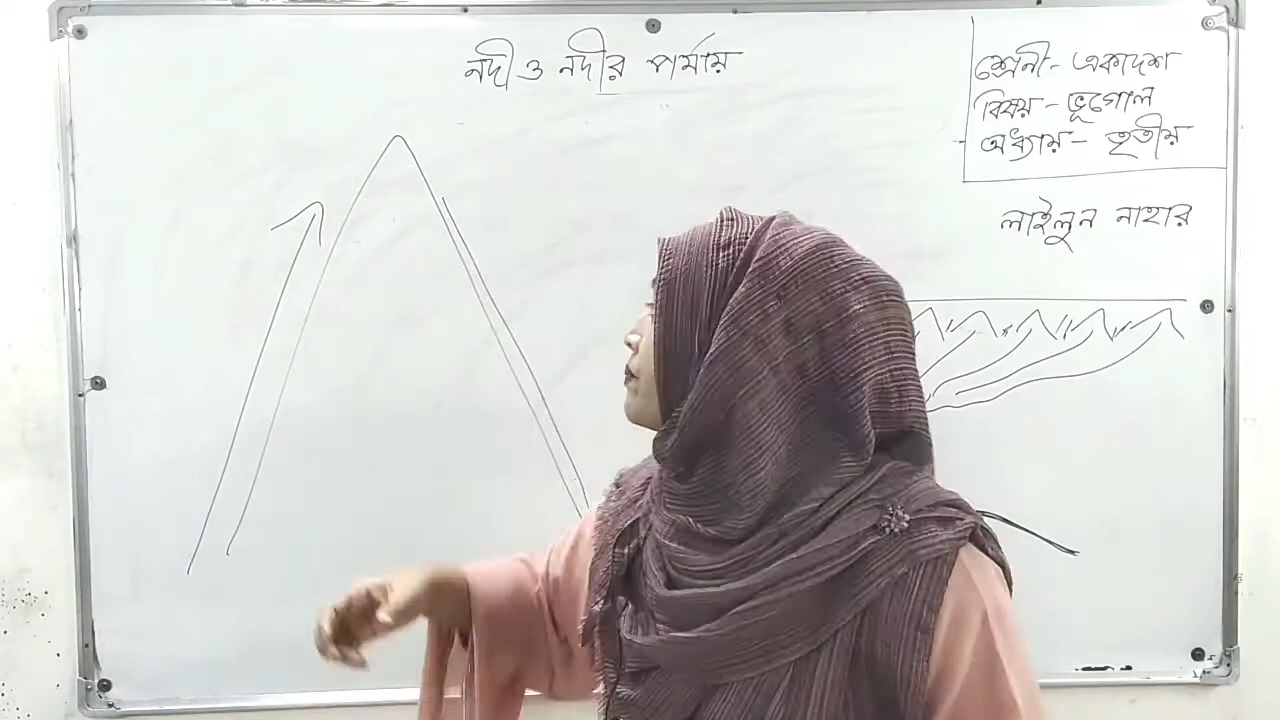 নদী ও নদীর পর্যায়
শ্রেনী - একাদশ
বিষয় - ভূগোল
অধ্যায় - তৃতীয়
লাইলুন নাহার